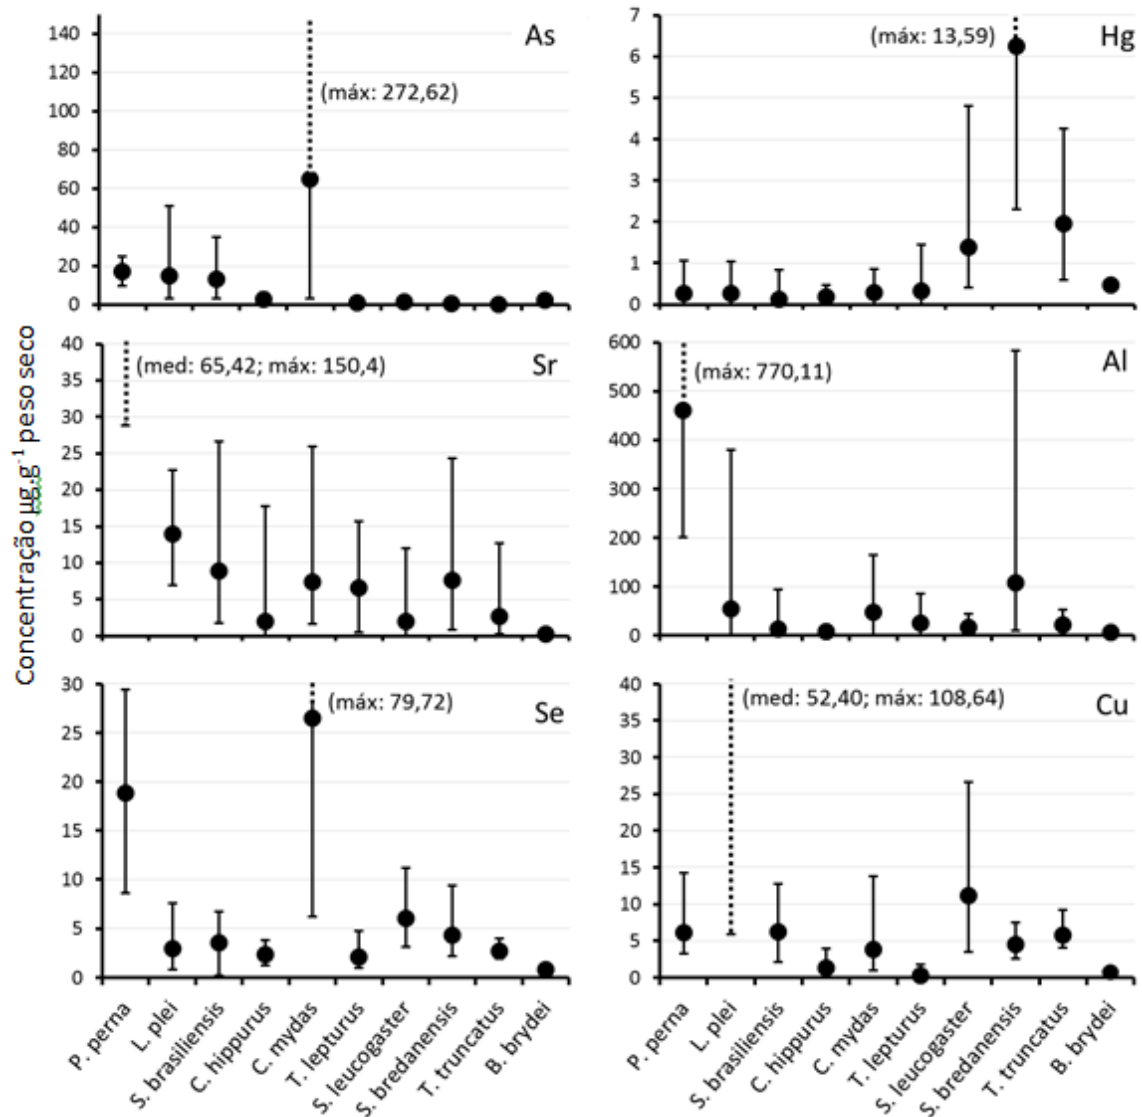 Concentração µg.g⁻¹ peso seco
As
140
120
100
80
60
40
20
0
(máx: 272,62)
Hg
7
6
5
4
3
2
1
0
(máx: 13,59)
Sr
40
35
30
25
20
15
10
5
0
(med: 65,42; máx: 150,4)
Al
600
500
400
300
200
100
0
(máx: 770,11)
Se
30
25
20
15
10
5
0
(máx: 79,72)
Cu
40
35
30
25
20
15
10
5
0
(med: 52,40; máx: 108,64)
P. perna
L. plei
S. brasiliensis
C. hippurus
C. mydas
T. lepturus
S. leucogaster
S. bredanensis
T. truncatus
B. brydei
P. perna
L. plei
S. brasiliensis
C. hippurus
C. mydas
T. lepturus
S. leucogaster
S. bredanensis
T. truncatus
B. brydei